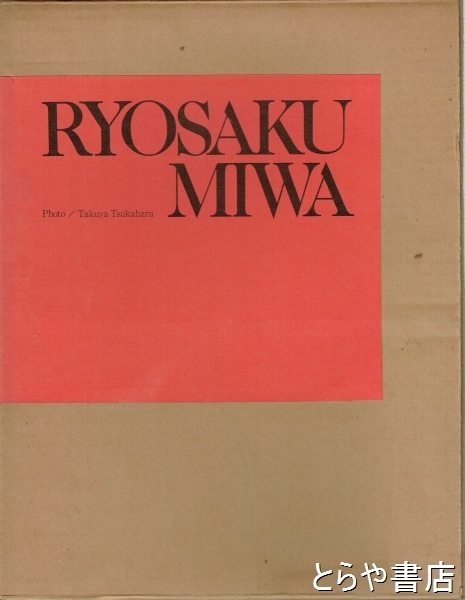 RYOSAKU
MIWA
Photo / Takuya Tsukahara
とらや書店